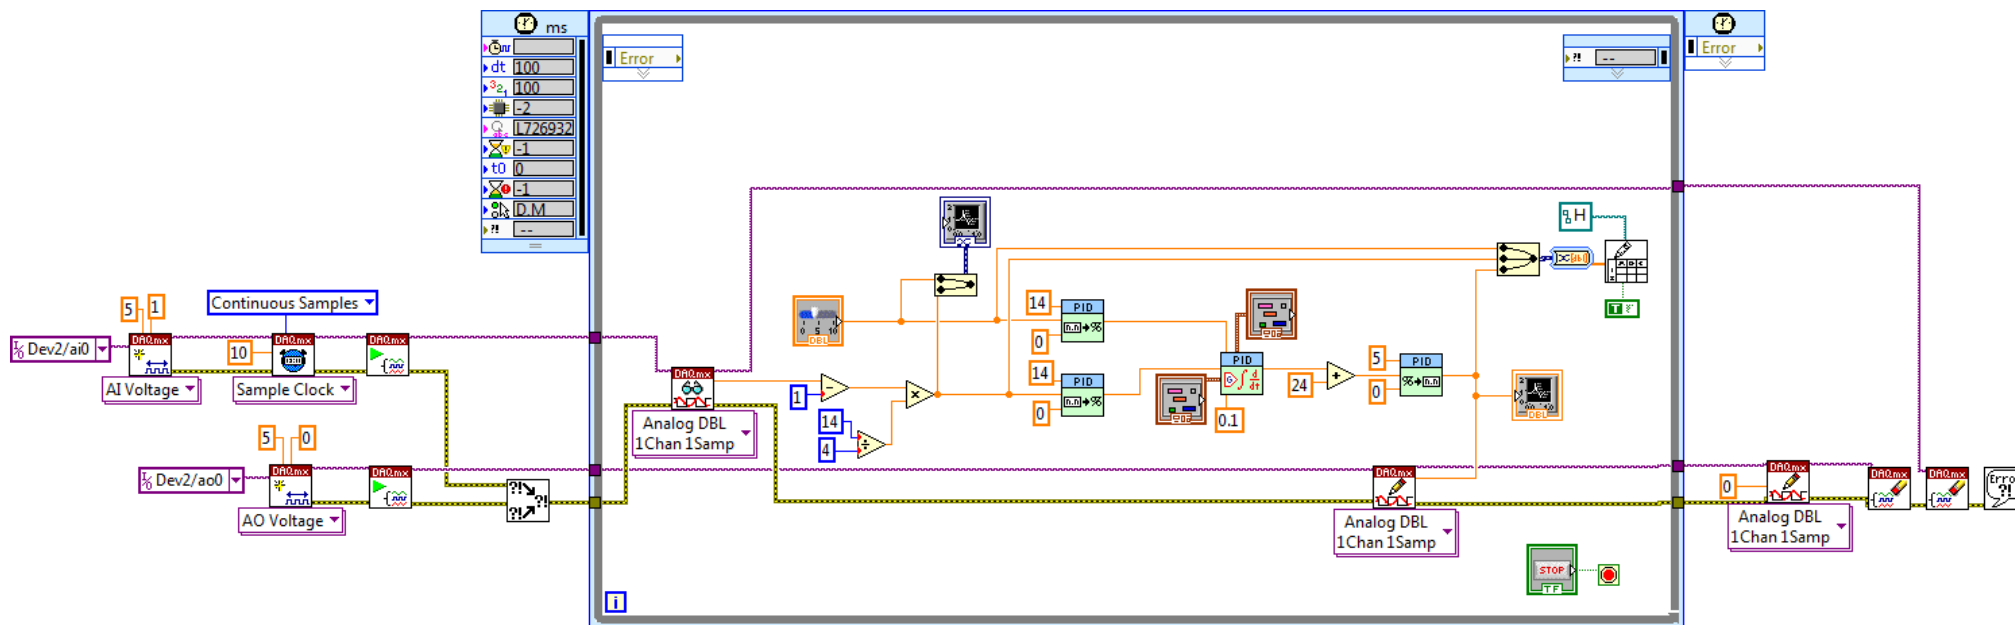 ms
Error
Error
dt 100
100
-2
L726932
-1
t0 0
-1
D.M
?! --
?! --
H
5 1
Continuous Samples
DAQmx
DAQmx
DAQmx
Dev2/ai0
10
AI Voltage
Sample Clock
0 5 10
DBL
14
PID
n.n→%
0
14
PID
n.n→%
0
PID
0.1
24
+
5
PID
%→n.n
0
DBL
T
DAQmx
1
−
×
14
4
÷
Analog DBL
1Chan 1Samp
5 0
DAQmx
DAQmx
Dev2/ao0
AO Voltage
?!
?!
?!
DAQmx
Analog DBL
1Chan 1Samp
0
DAQmx
Analog DBL
1Chan 1Samp
DAQmx
DAQmx
?!
STOP
TF
i